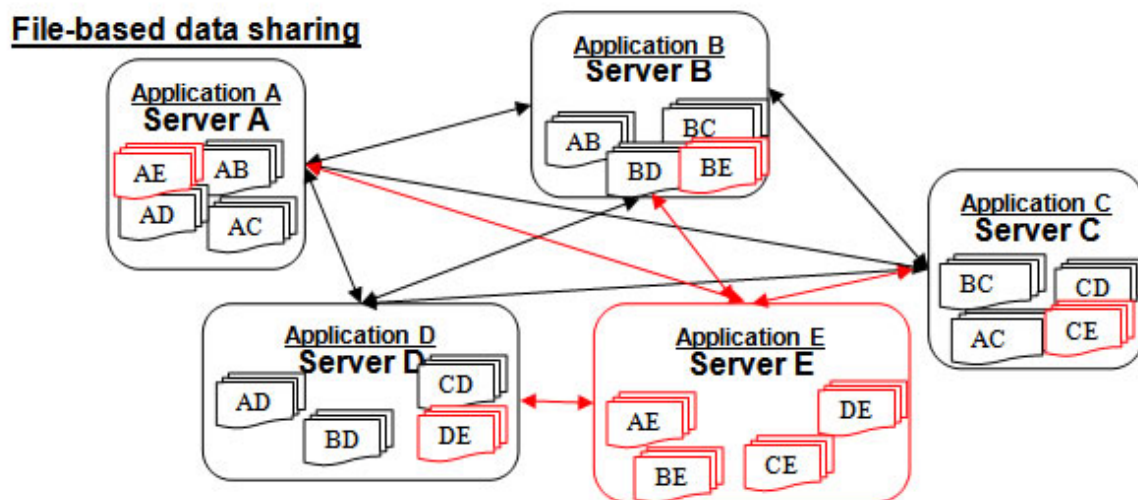 File-based data sharing
Application A
Server A
AE
AB
AD
AC
Application B
Server B
AB
BC
BD
BE
Application C
Server C
BC
CD
AC
CE
Application D
Server D
AD
CD
BD
DE
Application E
Server E
AE
DE
BE
CE